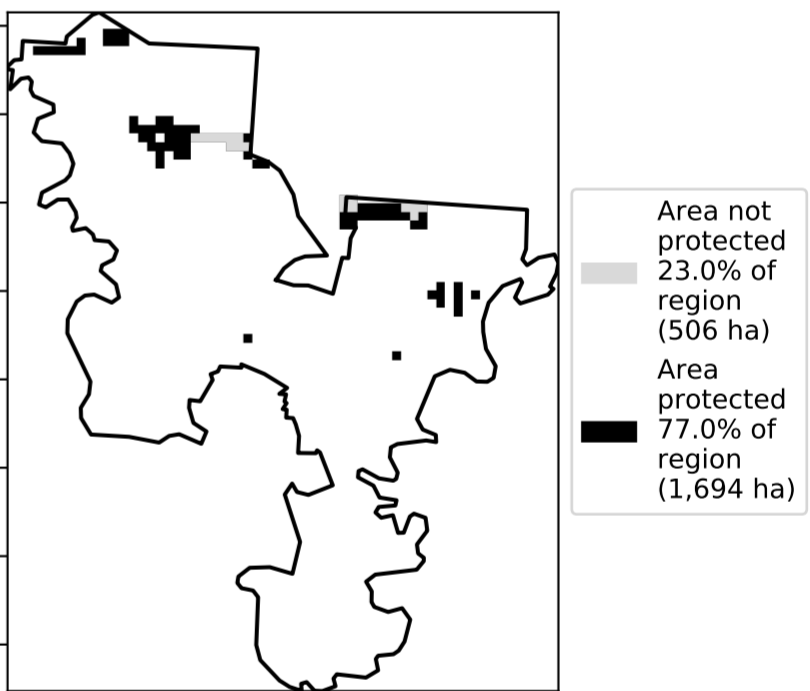 Area not
protected
23.0% of
region
(506 ha)
Area
protected
77.0% of
region
(1,694 ha)